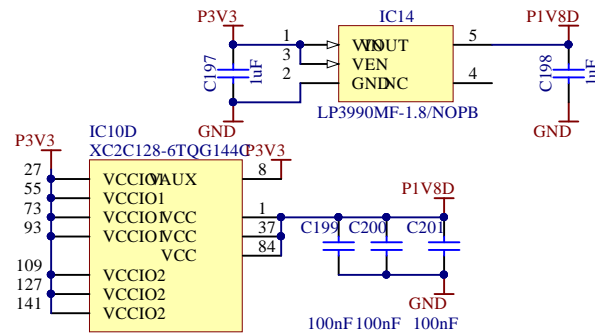 P3V3
IC14
P1V8D
1
VIN
VOUT
5
3
VEN
2
GND
NC
4
C197
1uF
C198
1uF
GND
LP3990MF-1.8/NOPB
GND
IC10D
P3V3
XC2C128-6TQG144C
P3V3
27
VCCIO1
VAUX
8
55
VCCIO1
P1V8D
73
VCCIO1
VCC
1
93
VCCIO1
VCC
37
C199
C200
C201
VCC
84
109
VCCIO2
127
VCCIO2
GND
141
VCCIO2
100nF
100nF
100nF